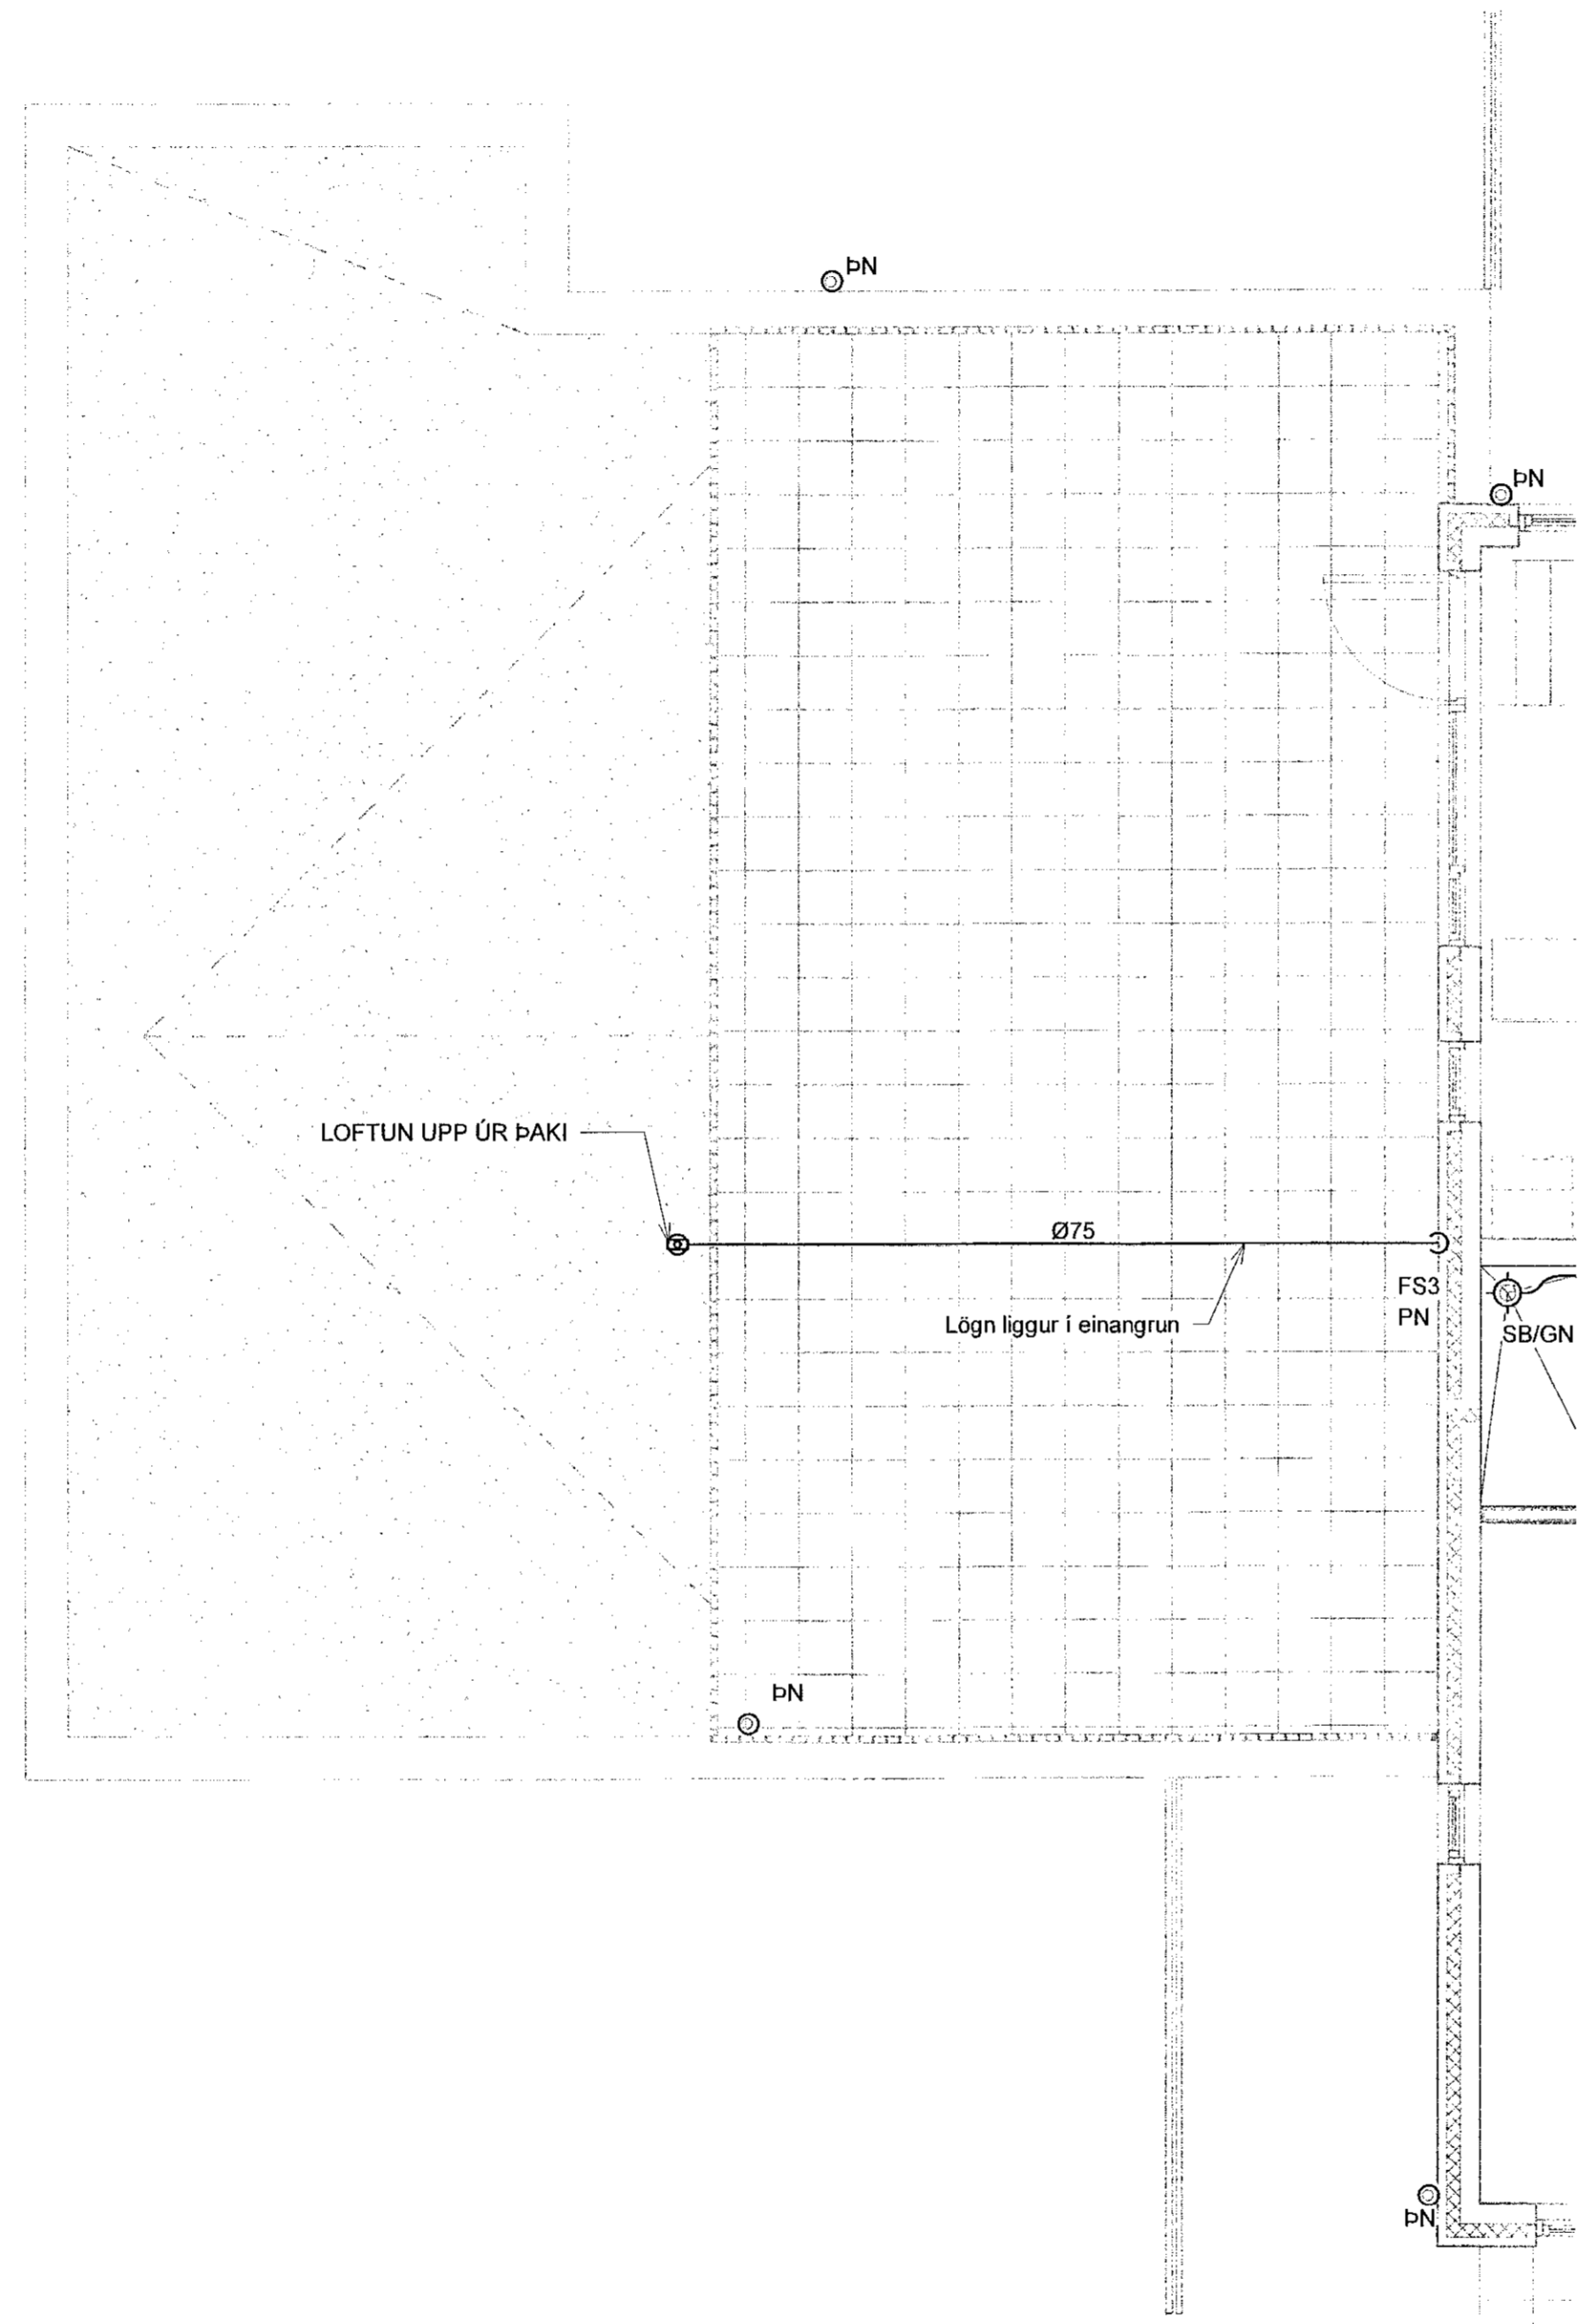 ÞN
ÞN
LOFTUN UPP ÚR ÞAKI
Ø75
FS3
PN
Lögn liggur í einangrun
SB/GN
ÞN
ÞN